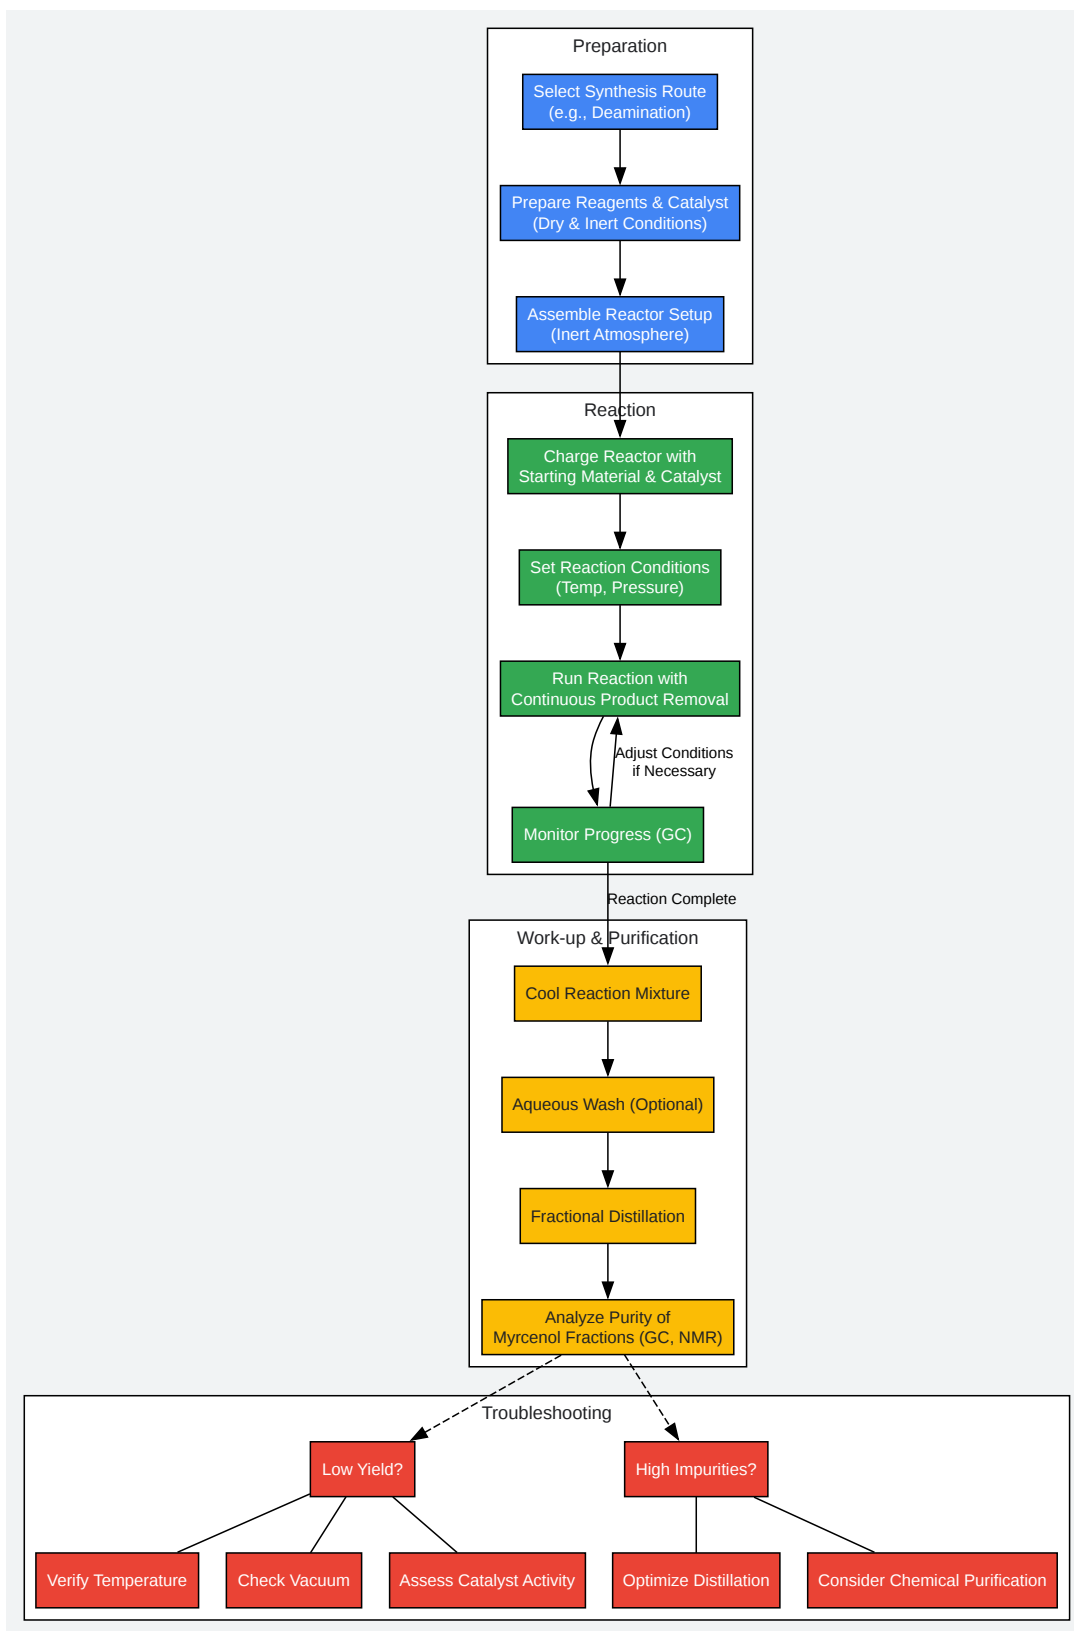 Preparation
Select Synthesis Route
(e.g., Deamination)
Prepare Reagents & Catalyst
(Dry & Inert Conditions)
Assemble Reactor Setup
(Inert Atmosphere)
Reaction
Charge Reactor with
Starting Material & Catalyst
Set Reaction Conditions
(Temp, Pressure)
Run Reaction with
Continuous Product Removal
Adjust Conditions
if Necessary
Monitor Progress (GC)
Reaction Complete
Work-up & Purification
Cool Reaction Mixture
Aqueous Wash (Optional)
Fractional Distillation
Analyze Purity of
Myrcenol Fractions (GC, NMR)
Troubleshooting
Low Yield?
High Impurities?
Verify Temperature
Check Vacuum
Assess Catalyst Activity
Optimize Distillation
Consider Chemical Purification